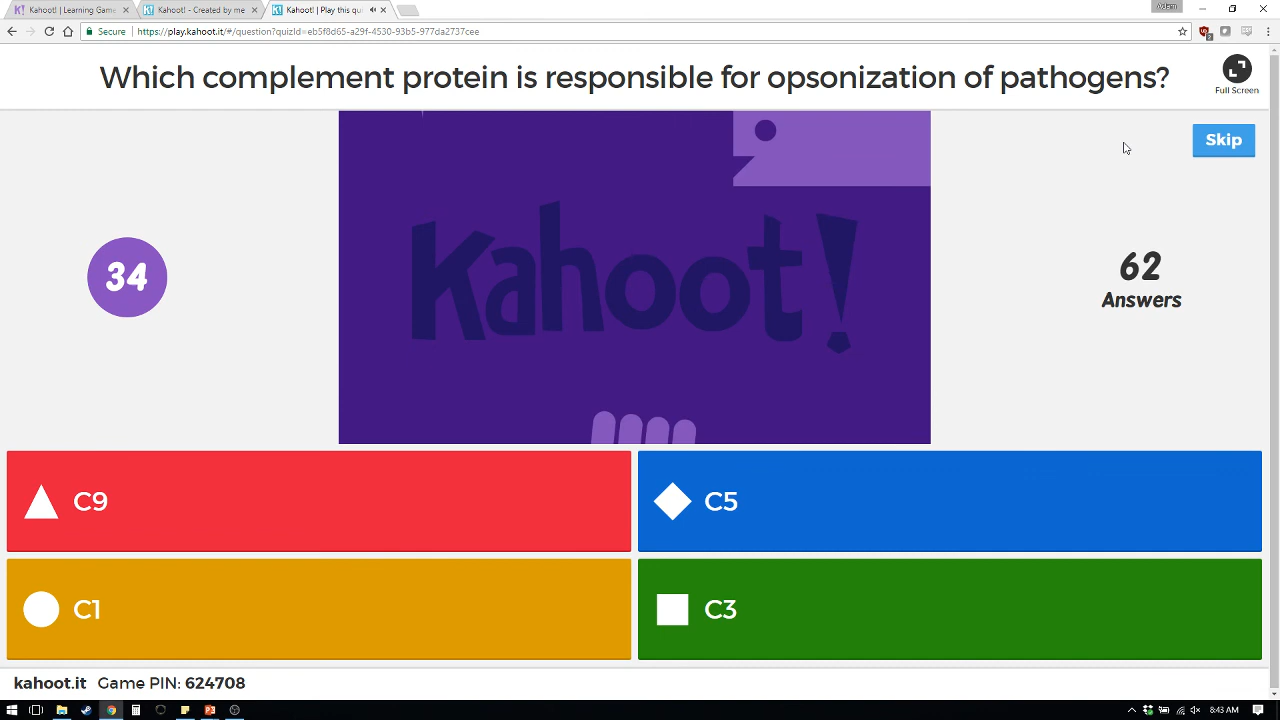 Kahoot! | Learning Game
Kahoot! - Created by me
Kahoot! | Play this qu
Adam
Secure
https://play.kahoot.it/#/question?quizId=eb5f8d65-a29f-4530-93b5-977da2737cee
Which complement protein is responsible for opsonization of pathogens?
Full Screen
Skip
34
Kahoot!
62
Answers
C9
C5
C1
C3
kahoot.it Game PIN: 624708
8:43 AM